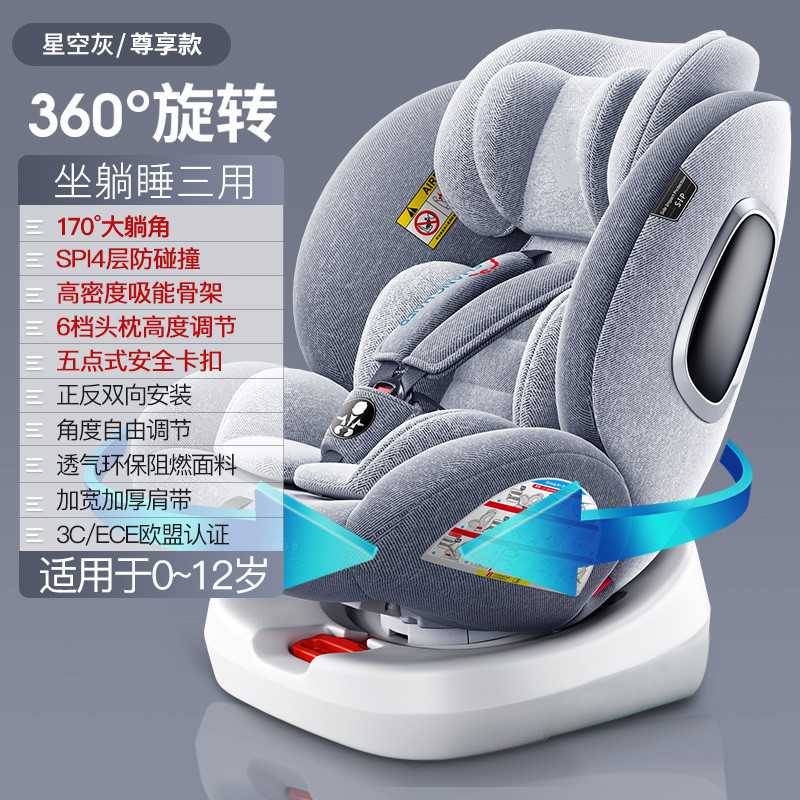 星空灰/尊享款
360°旋转
坐躺睡三用
170°大躺角
SPI4层防碰撞
高密度吸能骨架
6档头枕高度调节
五点式安全卡扣
正反双向安装
角度自由调节
透气环保阻燃面料
加宽加厚肩带
3C/ECE欧盟认证
适用于0~12岁
AIR
SIP